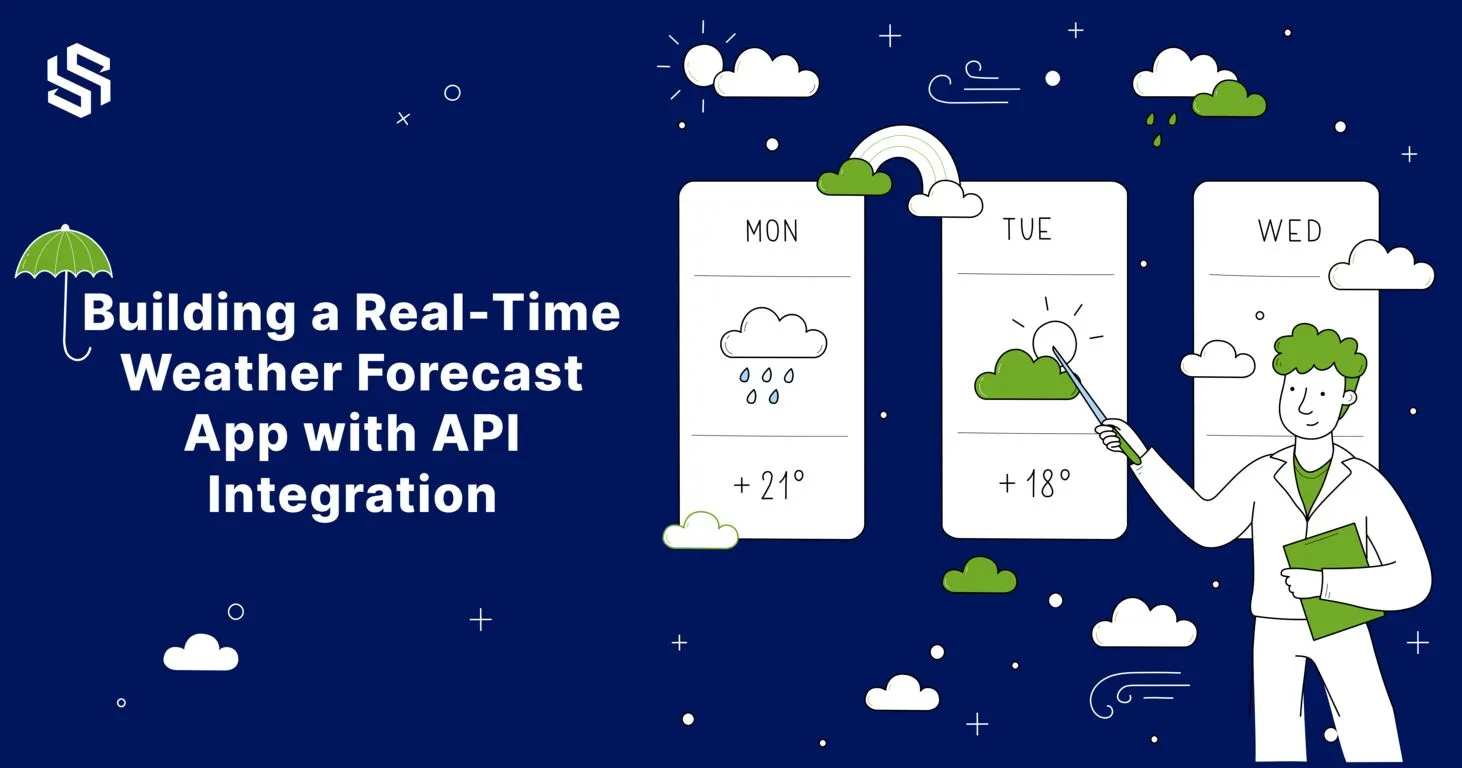 Building a Real-Time
Weather Forecast
App with API
Integration
MON
TUE
WED
+21°
+18°